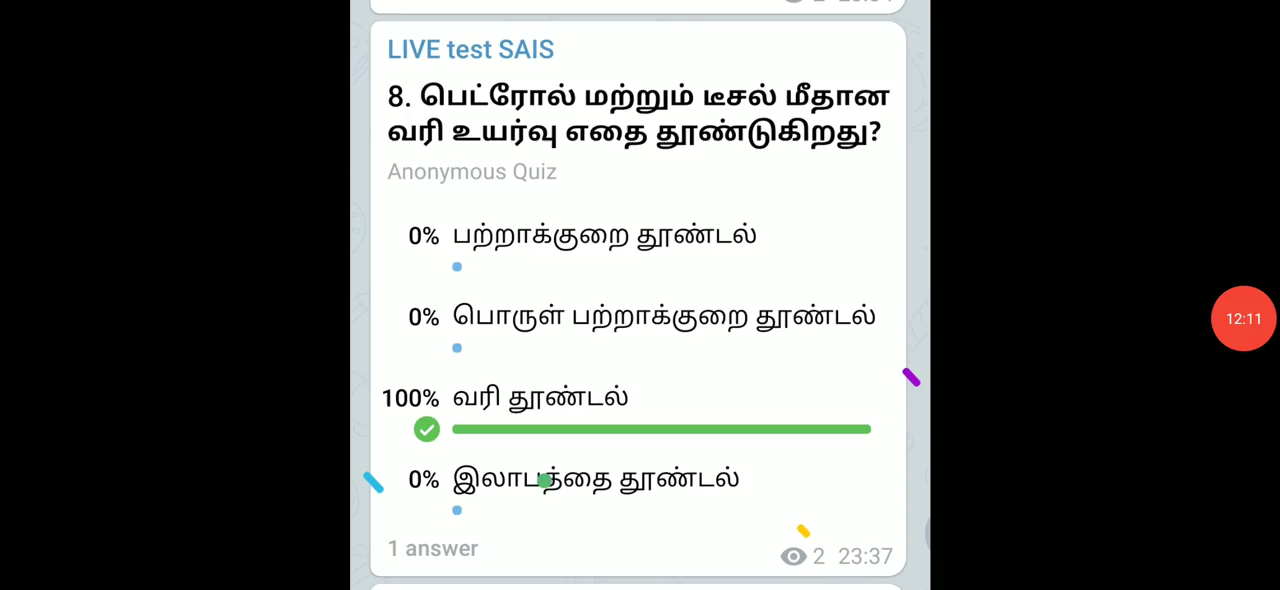 LIVE test SAIS
8. பெட்ரோல் மற்றும் டீசல் மீதான
வரி உயர்வு எதை தூண்டுகிறது?
Anonymous Quiz
0% பற்றாக்குறை தூண்டல்
0% பொருள் பற்றாக்குறை தூண்டல்
100% வரி தூண்டல்
0% இலாபத்தை தூண்டல்
1 answer
2 23:37
12:11